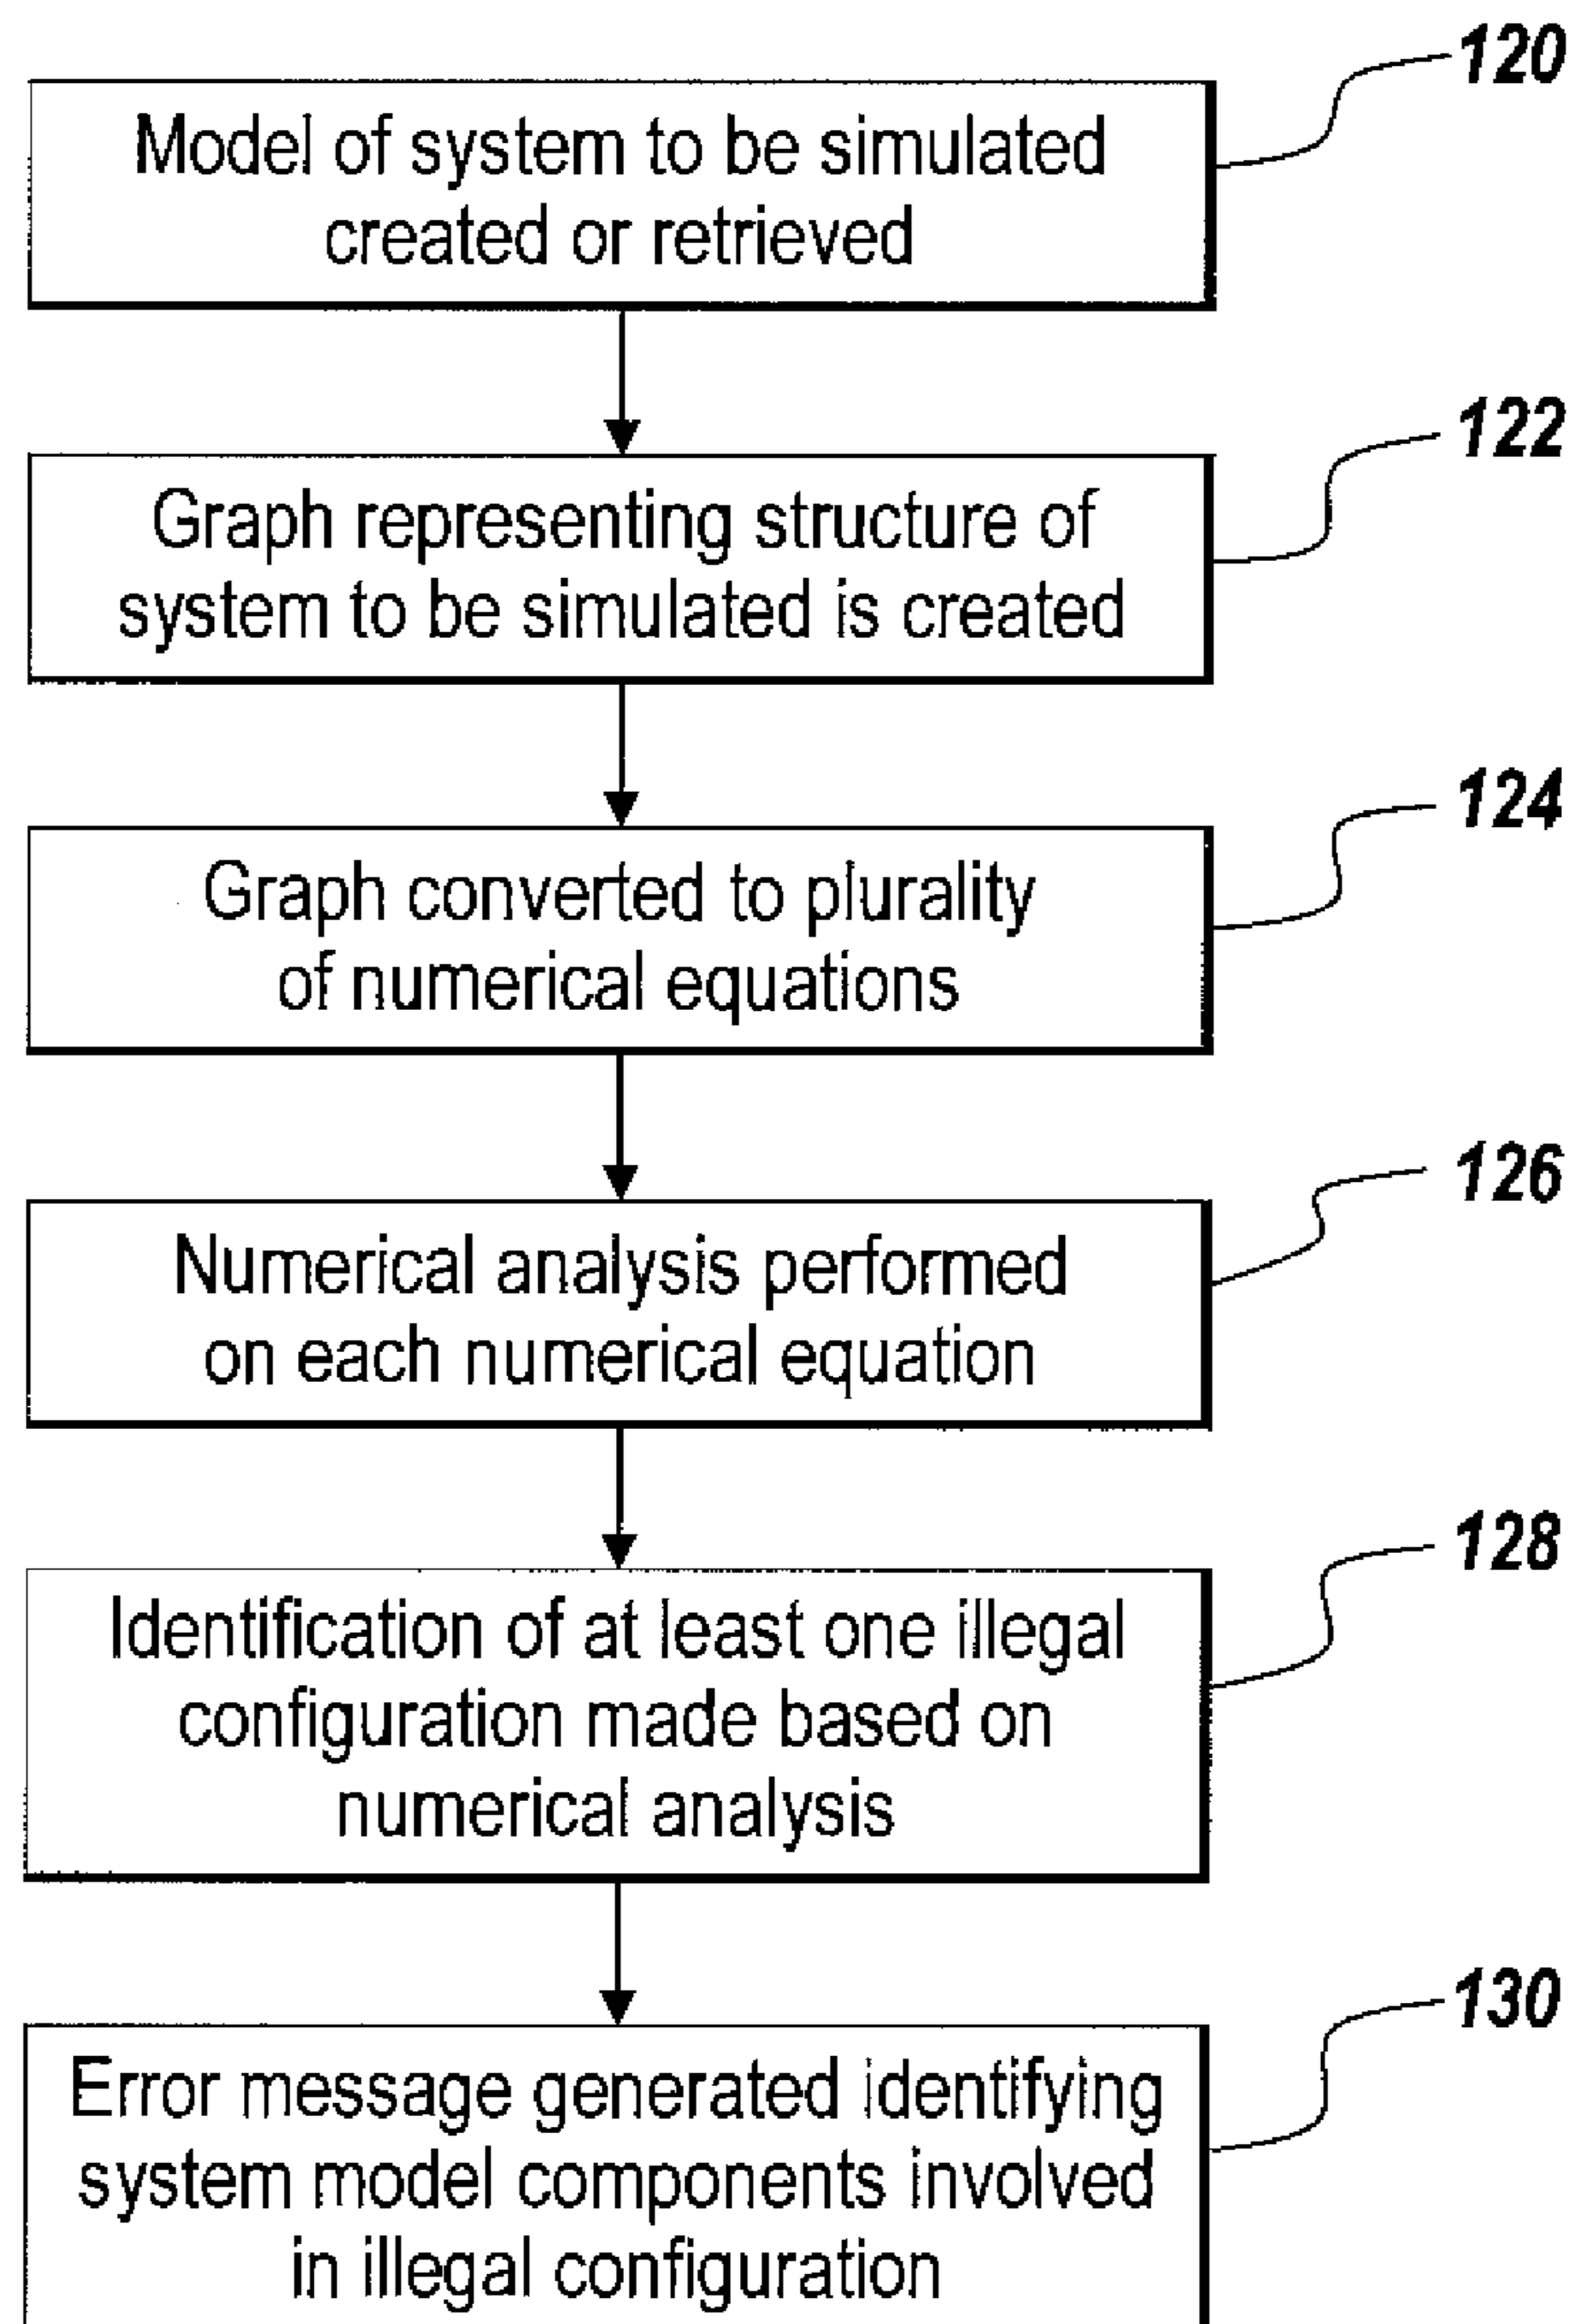 120
Model of system to be simulated
created or retrieved
122
Graph representing structure of
system to be simulated is created
124
Graph converted to plurality
of numerical equations
126
Numerical analysis performed
on each numerical equation
128
Identification of at least one illegal
configuration made based on
numerical analysis
130
Error message generated identifying
system model components involved
in illegal configuration